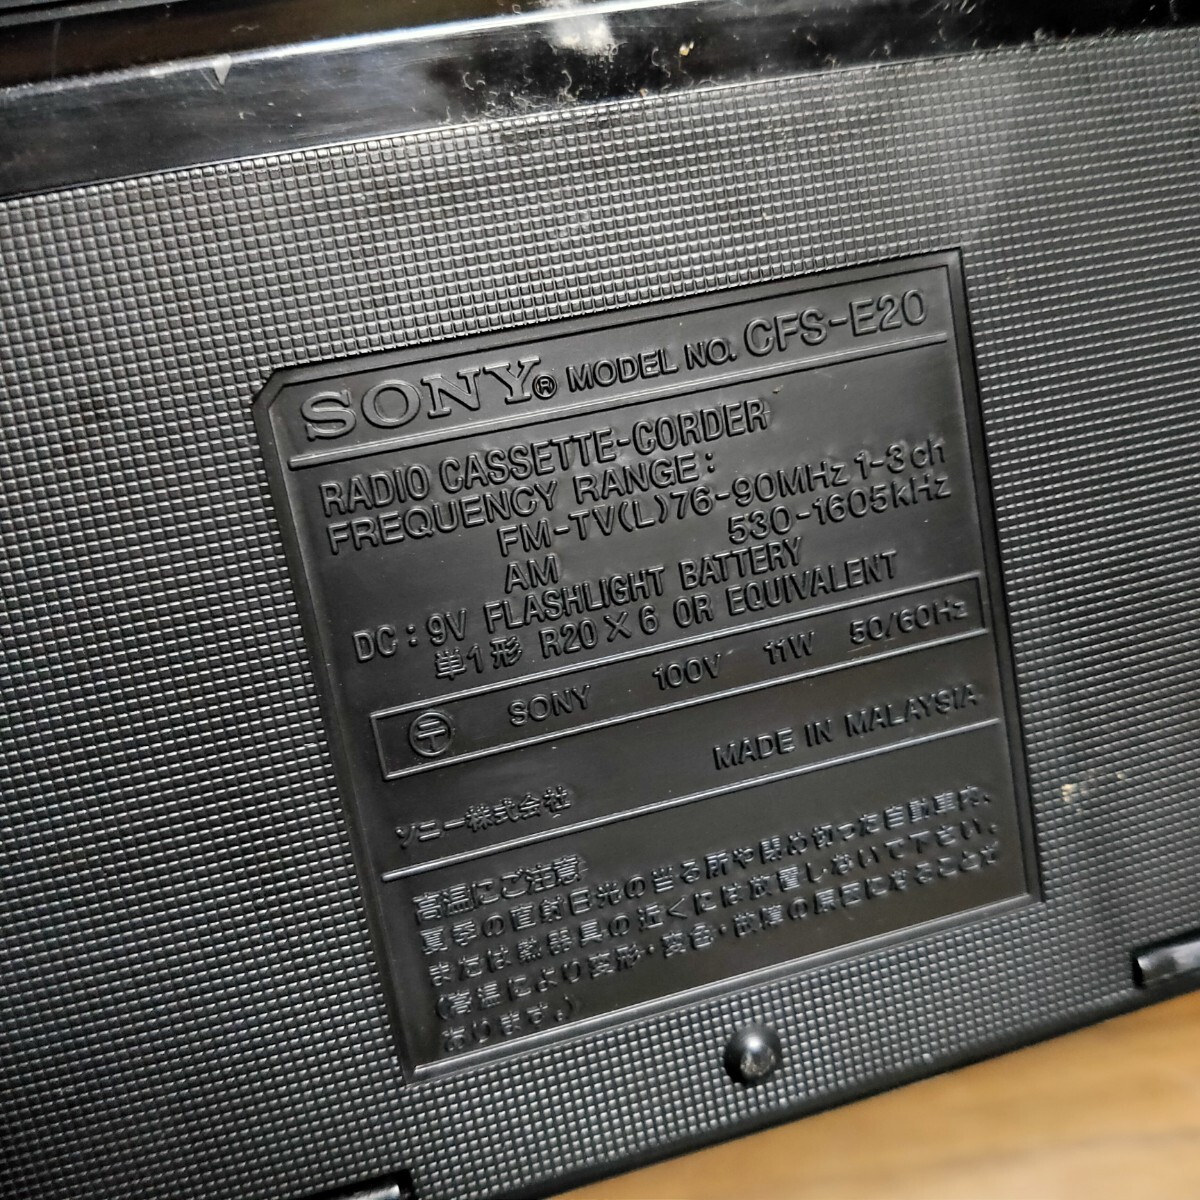 SONY® MODEL NO. CFS-E20
RADIO CASSETTE-CORDER
FREQUENCY RANGE:
FM-TV(L)76-90MHz 1-3ch
AM 530-1605kHz
DC: 9V FLASHLIGHT BATTERY
単1形 R20×6 OR EQUIVALENT
〶 SONY 100V 11W 50/60Hz
MADE IN MALAYSIA
ソニー株式会社
高温にご注意
夏季の直射日光の当る所や閉め切った自動車内、
または熱器具の近くには放置しないで下さい。
(高温により変形・変色・故障の原因になることが
あります。)